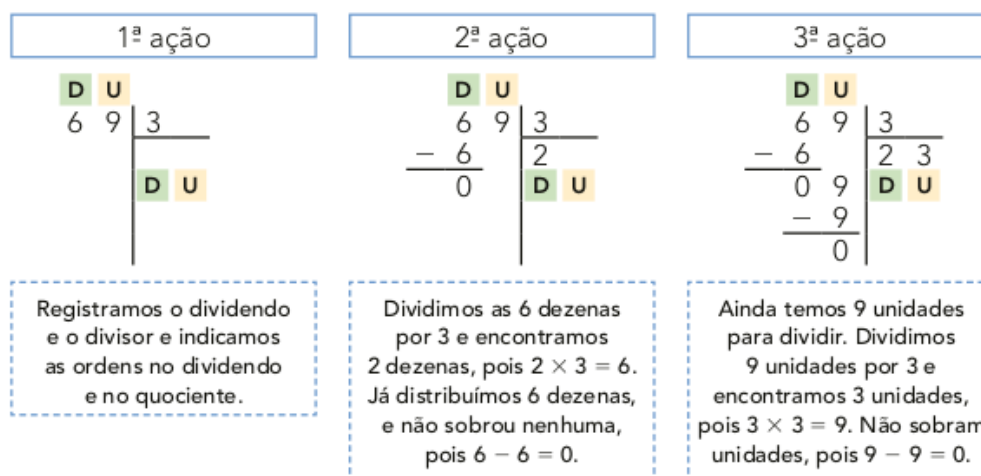 1ª ação
D U
6 9 3
D U
Registramos o dividendo
e o divisor e indicamos
as ordens no dividendo
e no quociente.
2ª ação
D U
6 9 3
− 6 2
0 D U
Dividimos as 6 dezenas
por 3 e encontramos
2 dezenas, pois 2 × 3 = 6.
Já distribuímos 6 dezenas,
e não sobrou nenhuma,
pois 6 − 6 = 0.
3ª ação
D U
6 9 3
− 6 2 3
0 9 D U
− 9
0
Ainda temos 9 unidades
para dividir. Dividimos
9 unidades por 3 e
encontramos 3 unidades,
pois 3 × 3 = 9. Não sobram
unidades, pois 9 − 9 = 0.